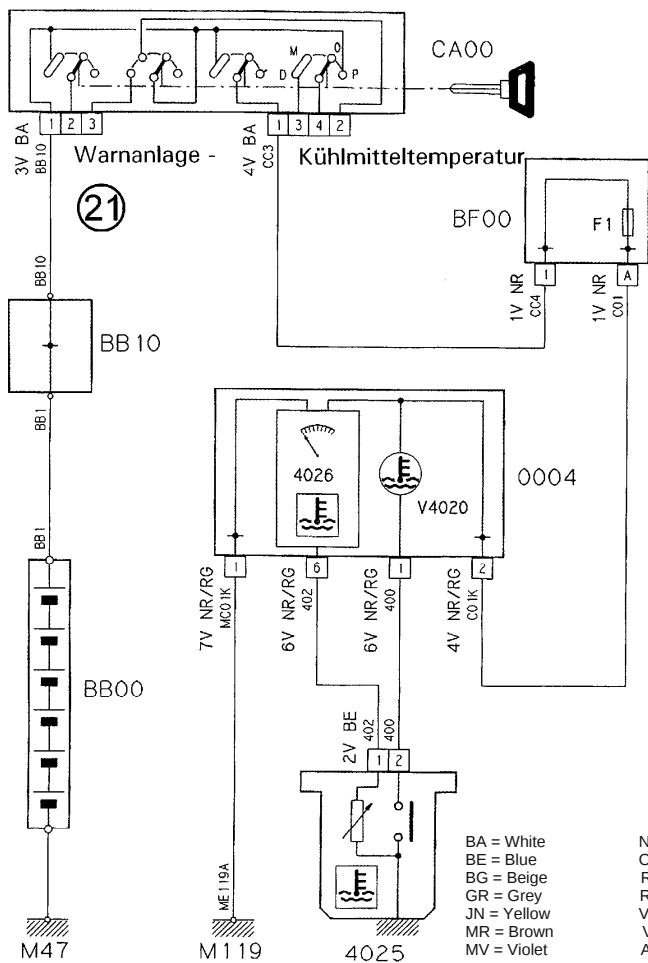 CA00
M
O
D
P
1 2 3
1 3 4 2
3V BA
BB10
Warnanlage -
4V BA
CC3
Kühlmitteltemperatur
21
BF00
F1
1 A
1V NR
CC4
1V NR
C01
BB10
BB10
BB1
0004
4026
V4020
1 6 1 2
7V NR/RG
MC01K
6V NR/RG
402
6V NR/RG
400
4V NR/RG
C01K
BB1
BB00
2V BE
402
400
1 2
ME119A
M47
M119
4025
BA = White
BE = Blue
BG = Beige
GR = Grey
JN = Yellow
MR = Brown
MV = Violet